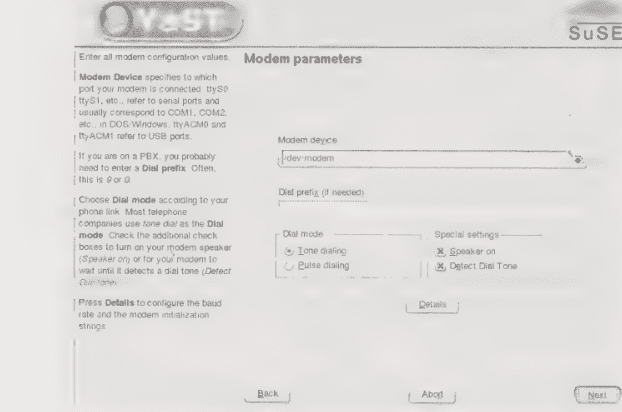 YaST
SuSE
Enter all modem configuration values.
Modem Device specifies to which
port your modem is connected. ttyS0
ttyS1, etc., refer to serial ports and
usually correspond to COM1, COM2,
etc., in DOS/Windows. ttyACM0 and
ttyACM1 refer to USB ports.
If you are on a PBX, you probably
need to enter a Dial prefix. Often,
this is 9 or 0.
Choose Dial mode according to your
phone link. Most telephone
companies use tone dial as the Dial
mode. Check the additional check
boxes to turn on your modem speaker
(Speaker on) or for your modem to
wait until it detects a dial tone (Detect
Dial tone).
Press Details to configure the baud
rate and the modem initialization
strings.
Modem parameters
Modem device
/dev/modem
Dial prefix (if needed)
Dial mode
Tone dialing
Pulse dialing
Special settings
Speaker on
Detect Dial Tone
Details
Back
Abort
Next